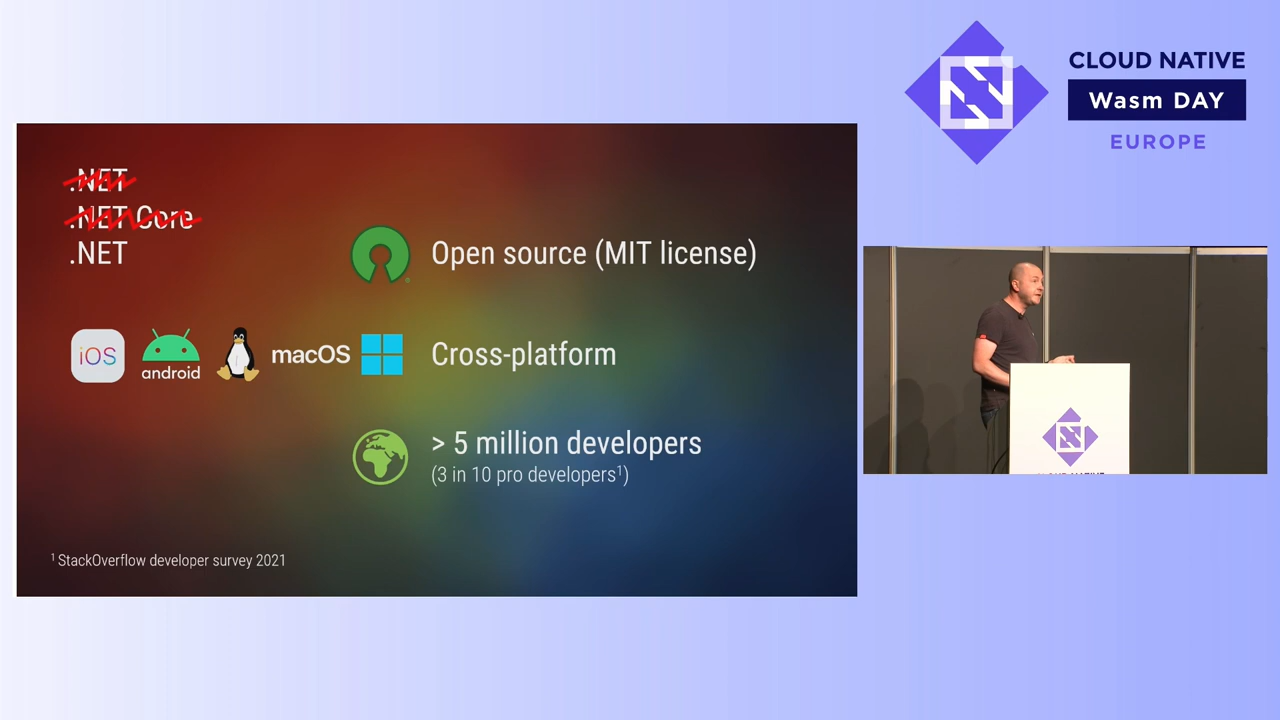 CLOUD NATIVE
Wasm DAY
EUROPE
.NET
.NET Core
.NET
Open source (MIT license)
iOS
android
macOS
Cross-platform
> 5 million developers
(3 in 10 pro developers¹)
¹ StackOverflow developer survey 2021